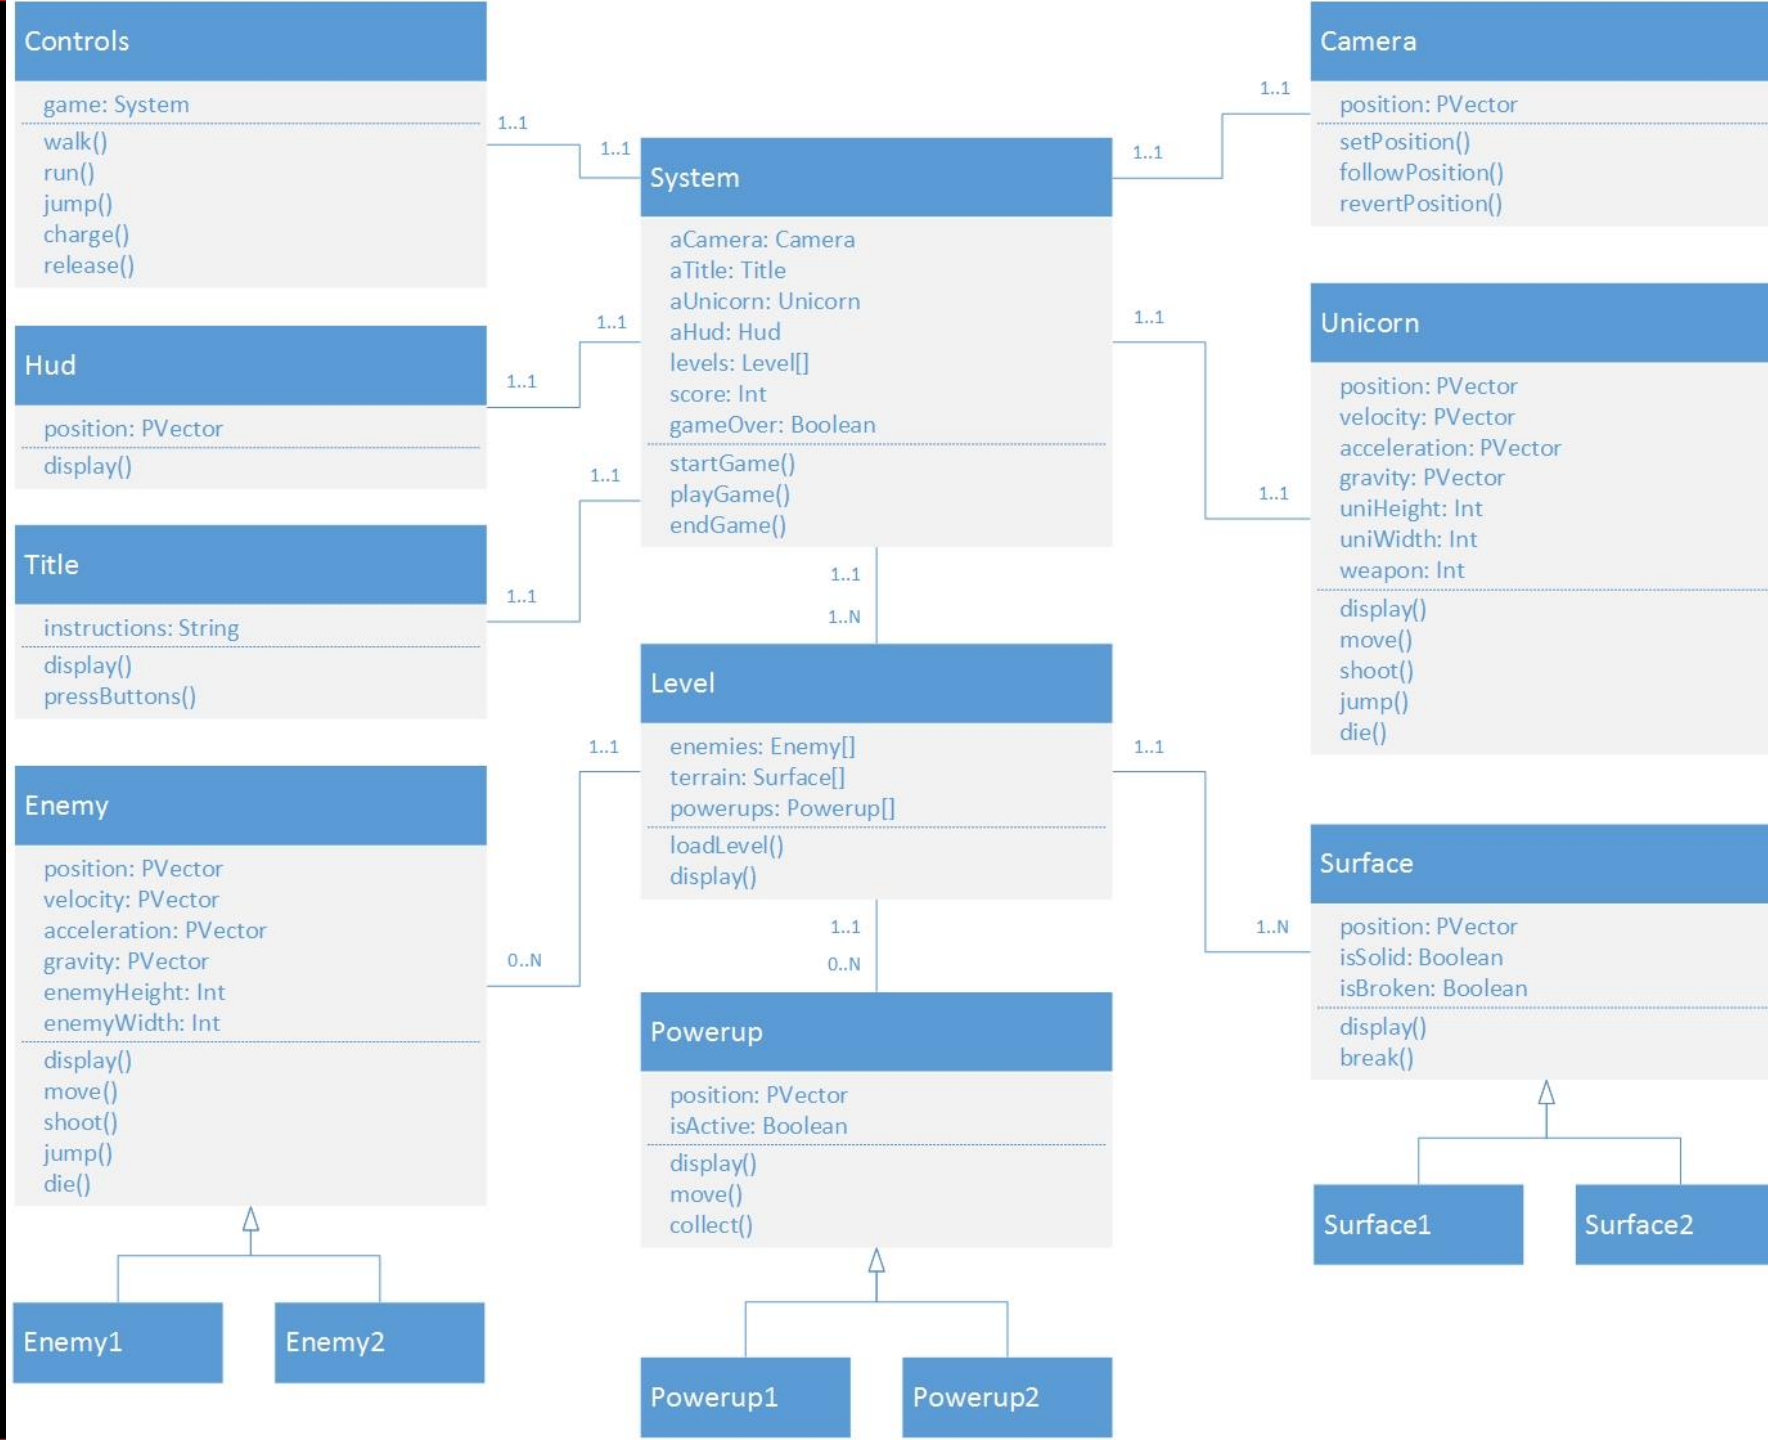 Controls
game: System
walk()
run()
jump()
charge()
release()
1..1
1..1
System
aCamera: Camera
aTitle: Title
aUnicorn: Unicorn
aHud: Hud
levels: Level[]
score: Int
gameOver: Boolean
startGame()
playGame()
endGame()
1..1
1..1
Camera
position: PVector
setPosition()
followPosition()
revertPosition()
Hud
position: PVector
display()
1..1
1..1
1..1
1..1
Unicorn
position: PVector
velocity: PVector
acceleration: PVector
gravity: PVector
uniHeight: Int
uniWidth: Int
weapon: Int
display()
move()
shoot()
jump()
die()
Title
instructions: String
display()
pressButtons()
1..1
1..1
1..1
1..N
Level
enemies: Enemy[]
terrain: Surface[]
powerups: Powerup[]
loadLevel()
display()
1..1
0..N
Enemy
position: PVector
velocity: PVector
acceleration: PVector
gravity: PVector
enemyHeight: Int
enemyWidth: Int
display()
move()
shoot()
jump()
die()
1..1
1..N
Surface
position: PVector
isSolid: Boolean
isBroken: Boolean
display()
break()
1..1
0..N
Powerup
position: PVector
isActive: Boolean
display()
move()
collect()
Surface1
Surface2
Enemy1
Enemy2
Powerup1
Powerup2